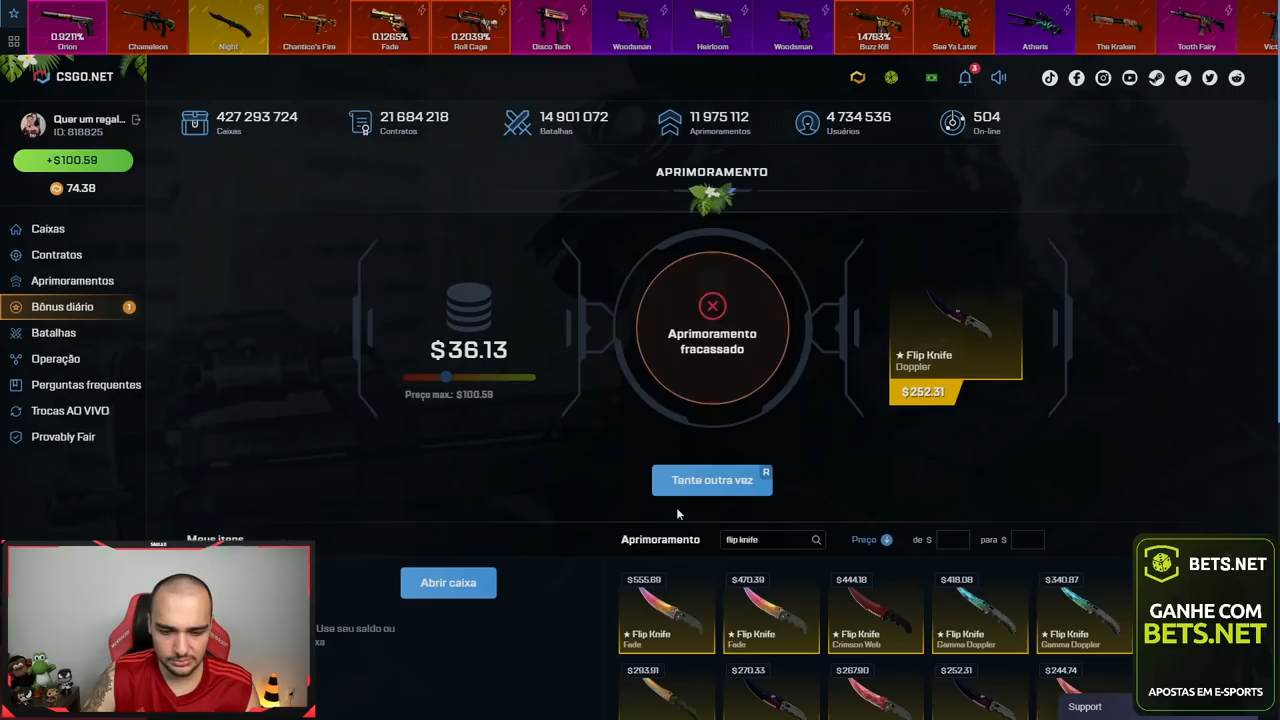 0.9211%
Orion
Chameleon
Night
Chantico's Fire
0.1265%
Fade
0.2039%
Roll Cage
Disco Tech
Woodsman
Heirloom
Woodsman
1.4763%
Buzz Kill
See Ya Later
Atheris
The Kraken
Tooth Fairy
Vict
CSGO.NET
3
Quer um regal...
ID: 818825
+$100.59
74.38
427 293 724
Caixas
21 684 218
Contratos
14 901 072
Batalhas
11 975 112
Aprimoramentos
4 734 536
Usuários
504
On-line
APRIMORAMENTO
Caixas
Contratos
Aprimoramentos
Bônus diário 1
Batalhas
Operação
Perguntas frequentes
Trocas AO VIVO
Provably Fair
$36.13
Preço max.: $100.59
Aprimoramento
fracassado
★ Flip Knife
Doppler
$252.31
Tente outra vez R
Meus itens
Abrir caixa
Use seu saldo ou
Aprimoramento
flip knife
Preço
de $
para $
$555.69
★ Flip Knife
Fade
$470.39
★ Flip Knife
Fade
$444.18
★ Flip Knife
Crimson Web
$418.08
★ Flip Knife
Gamma Doppler
$340.87
★ Flip Knife
Gamma Doppler
$293.91
$270.33
$267.90
$252.31
$244.74
Support
BETS.NET
GANHE COM
BETS.NET
APOSTAS EM E-SPORTS